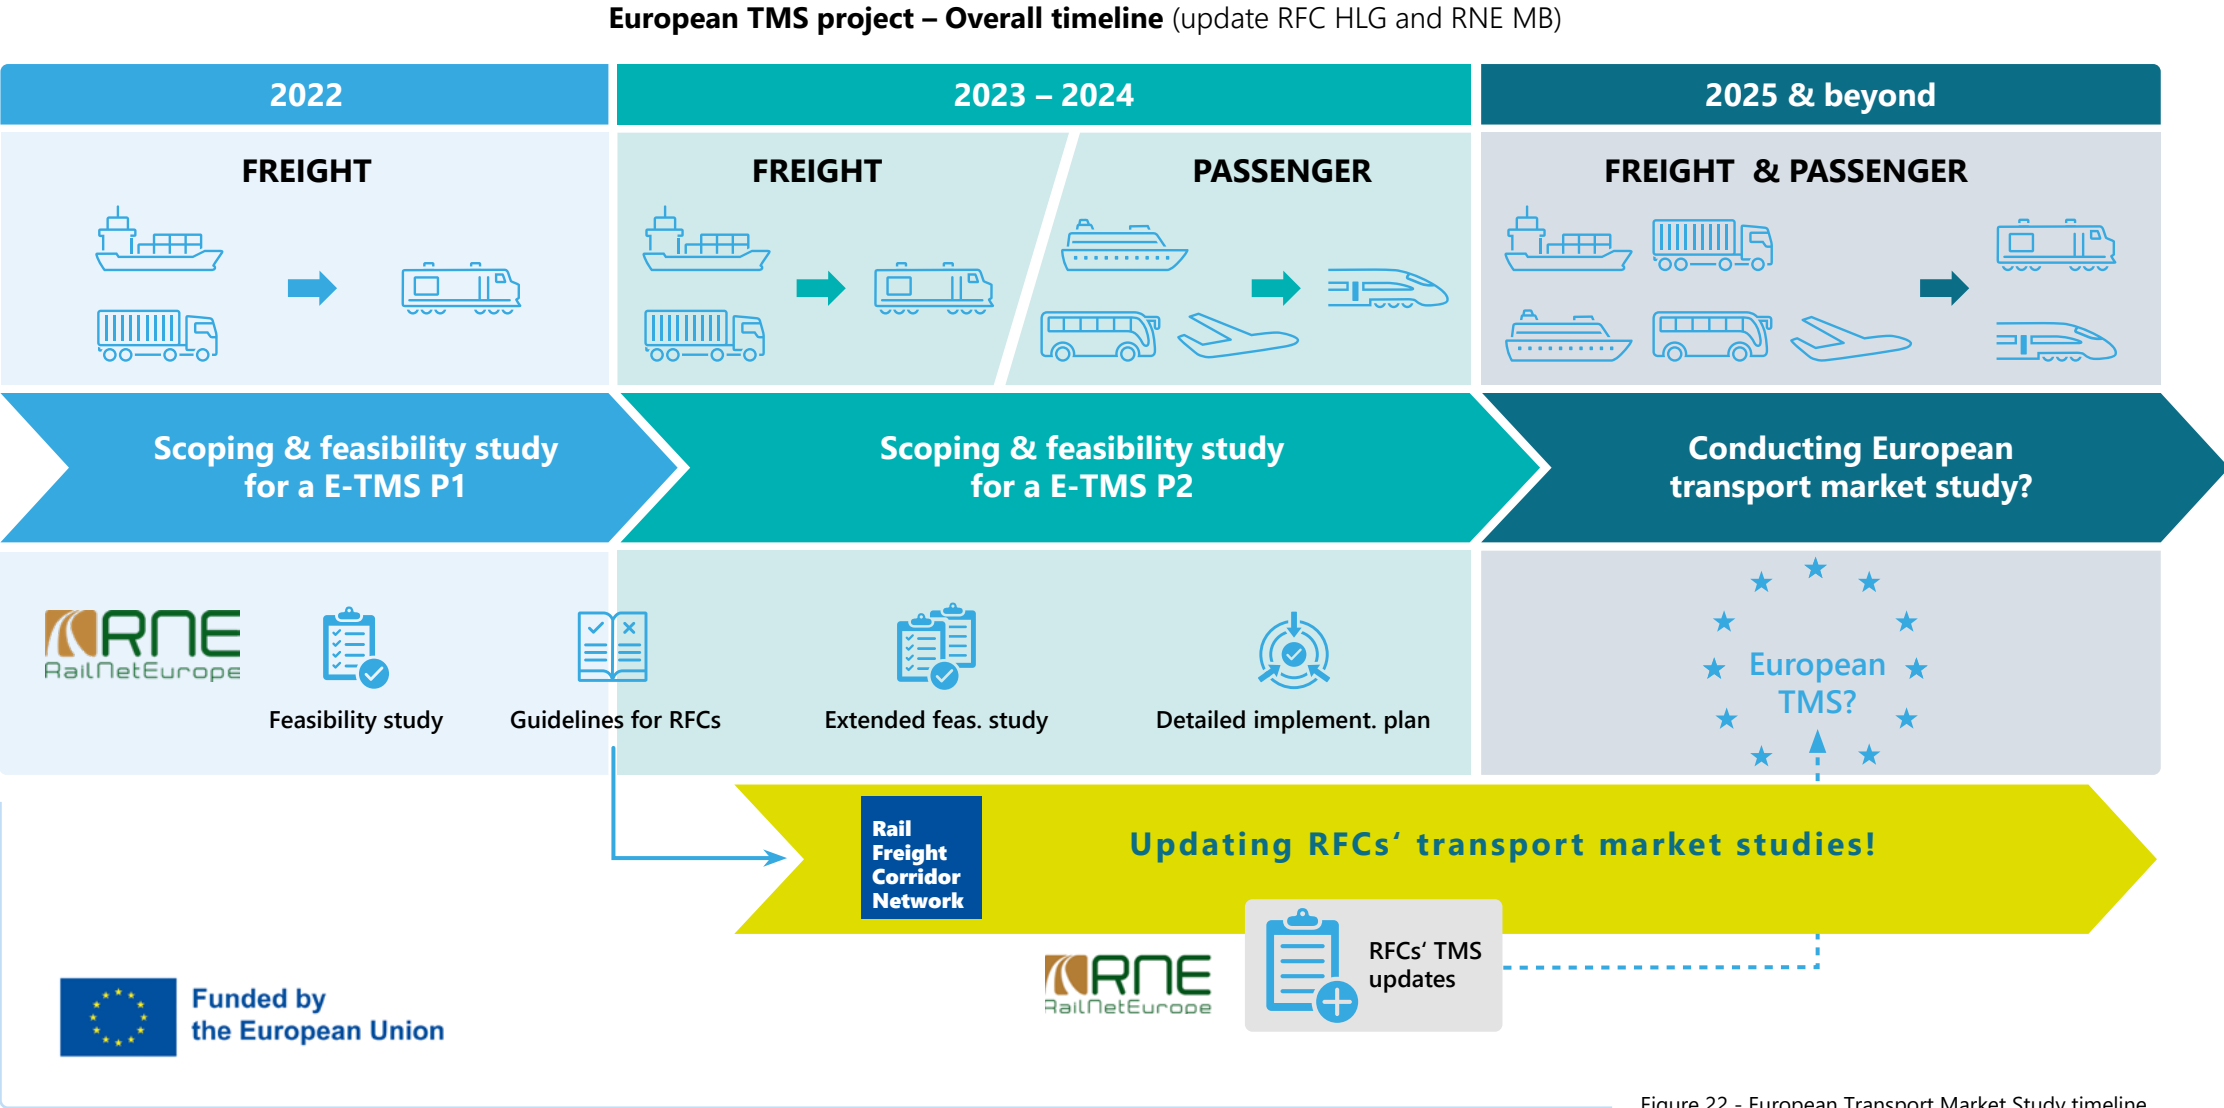 European TMS project – Overall timeline (update RFC HLG and RNE MB)
2022
2023 – 2024
2025 & beyond
FREIGHT
FREIGHT
PASSENGER
FREIGHT & PASSENGER
Scoping & feasibility study
for a E-TMS P1
Scoping & feasibility study
for a E-TMS P2
Conducting European
transport market study?
RNE
RailNetEurope
Feasibility study
Guidelines for RFCs
Extended feas. study
Detailed implement. plan
European
TMS?
Rail
Freight
Corridor
Network
Updating RFCs‘ transport market studies!
RNE
RailNetEurope
RFCs‘ TMS
updates
Funded by
the European Union
Figure 22 - European Transport Market Study timeline